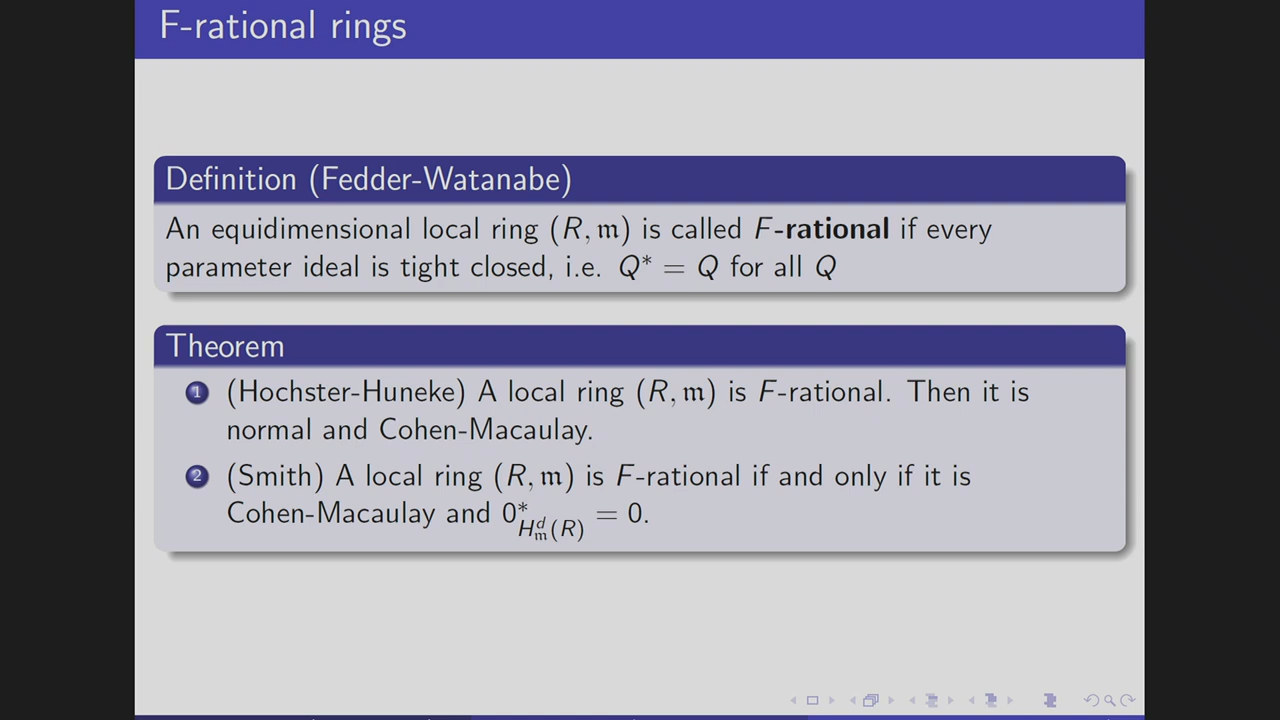 F-rational rings
Definition (Fedder-Watanabe)
An equidimensional local ring (R, 𝔪) is called F-rational if every
parameter ideal is tight closed, i.e. Q* = Q for all Q
Theorem
1 (Hochster-Huneke) A local ring (R, 𝔪) is F-rational. Then it is
normal and Cohen-Macaulay.
2 (Smith) A local ring (R, 𝔪) is F-rational if and only if it is
Cohen-Macaulay and 0*_{H^d_𝔪(R)} = 0.